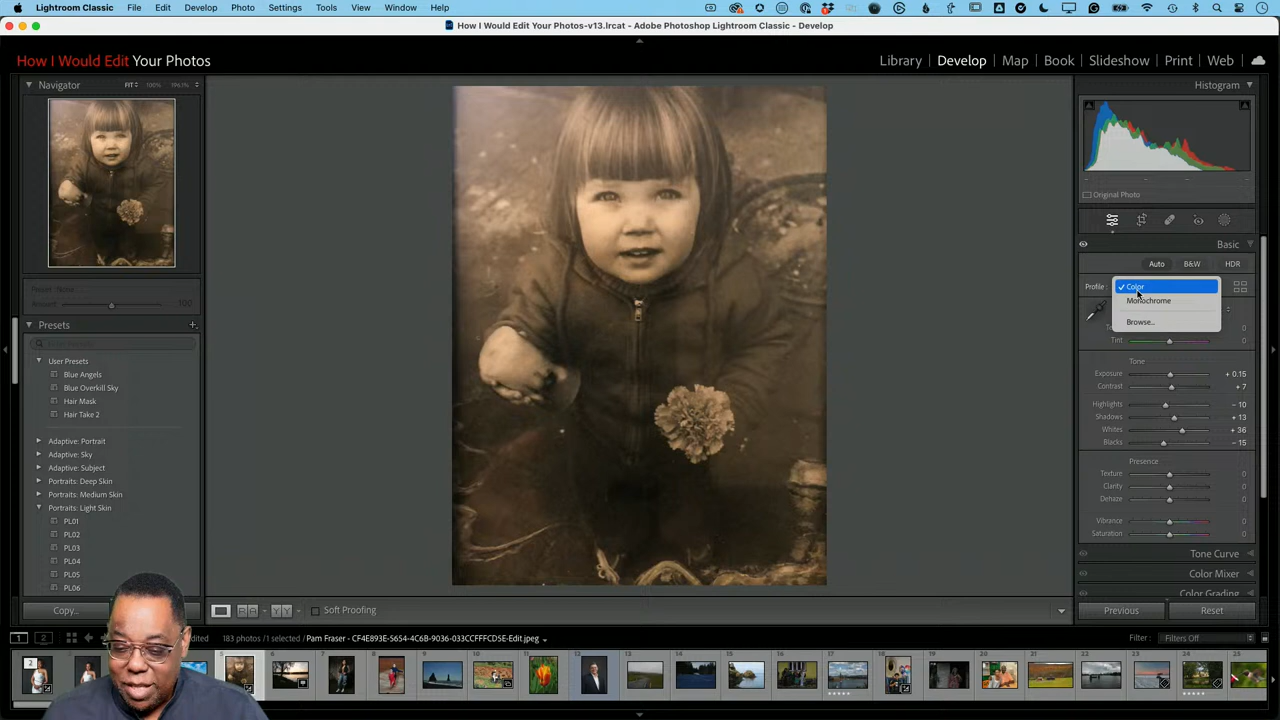 Lightroom Classic File Edit Develop Photo Settings Tools View Window Help
How I Would Edit Your Photos-v13.lrcat - Adobe Photoshop Lightroom Classic - Develop
How I Would Edit Your Photos
Library Develop Map Book Slideshow Print Web
Navigator FIT 100%
Histogram
Original Photo
Basic
Auto B&W HDR
Profile : Color
Monochrome
Browse...
Tint 0
Tone
Exposure + 0.15
Contrast + 7
Highlights − 10
Shadows + 13
Whites + 36
Blacks − 15
Presence
Texture 0
Clarity 0
Dehaze 0
Vibrance 0
Saturation 0
Tone Curve
Color Mixer
Color Grading
Previous Reset
Amount 100
Presets
User Presets
Blue Angels
Blue Overkill Sky
Hair Mask
Hair Take 2
Adaptive: Portrait
Adaptive: Sky
Adaptive: Subject
Portraits: Deep Skin
Portraits: Medium Skin
Portraits: Light Skin
PL01
PL02
PL03
PL04
PL05
PL06
Copy...
Soft Proofing
1 2 183 photos /1 selected / Pam Fraser - CF4E893E-5654-4C6B-9036-033CCFFFCD5E-Edit.jpeg
Filter : Filters Off